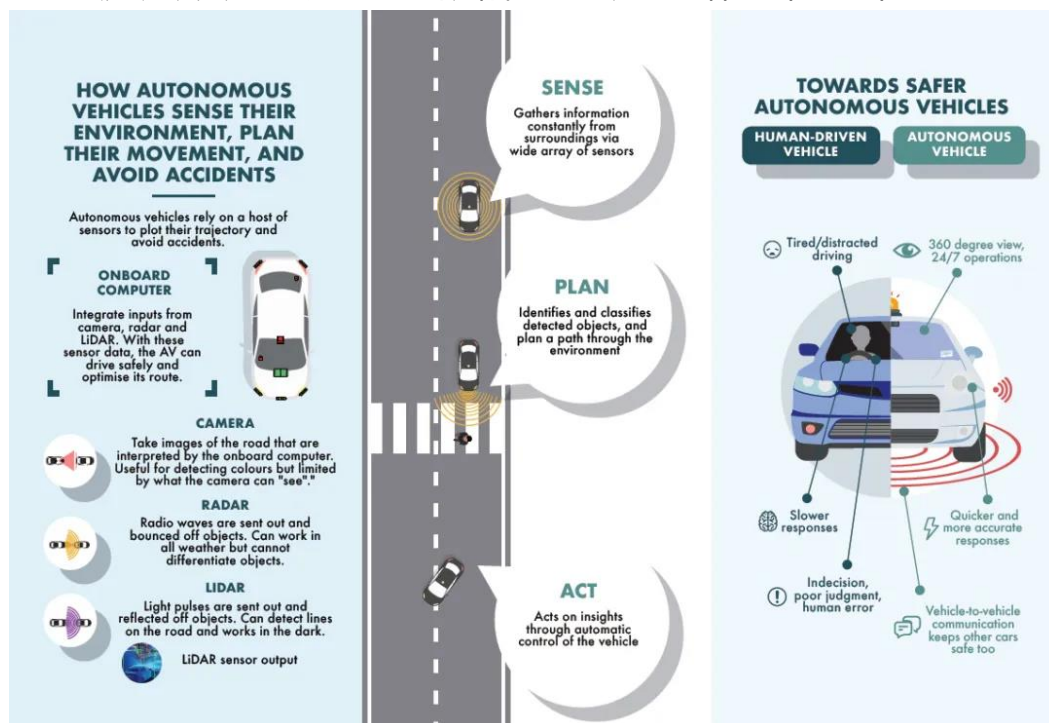 HOW AUTONOMOUS
VEHICLES SENSE THEIR
ENVIRONMENT, PLAN
THEIR MOVEMENT, AND
AVOID ACCIDENTS
Autonomous vehicles rely on a host of
sensors to plot their trajectory and
avoid accidents.
ONBOARD
COMPUTER
Integrate inputs from
camera, radar and
LiDAR. With these
sensor data, the AV can
drive safely and
optimise its route.
CAMERA
Take images of the road that are
interpreted by the onboard computer.
Useful for detecting colours but limited
by what the camera can "see"."
RADAR
Radio waves are sent out and
bounced off objects. Can work in
all weather but cannot
differentiate objects.
LIDAR
Light pulses are sent out and
reflected off objects. Can detect lines
on the road and works in the dark.
LiDAR sensor output
SENSE
Gathers information
constantly from
surroundings via
wide array of sensors
PLAN
Identifies and classifies
detected objects, and
plan a path through the
environment
ACT
Acts on insights
through automatic
control of the vehicle
TOWARDS SAFER
AUTONOMOUS VEHICLES
HUMAN-DRIVEN
VEHICLE
AUTONOMOUS
VEHICLE
Tired/distracted
driving
360 degree view,
24/7 operations
Slower
responses
Quicker and
more accurate
responses
Indecision,
poor judgment,
human error
Vehicle-to-vehicle
communication
keeps other cars
safe too